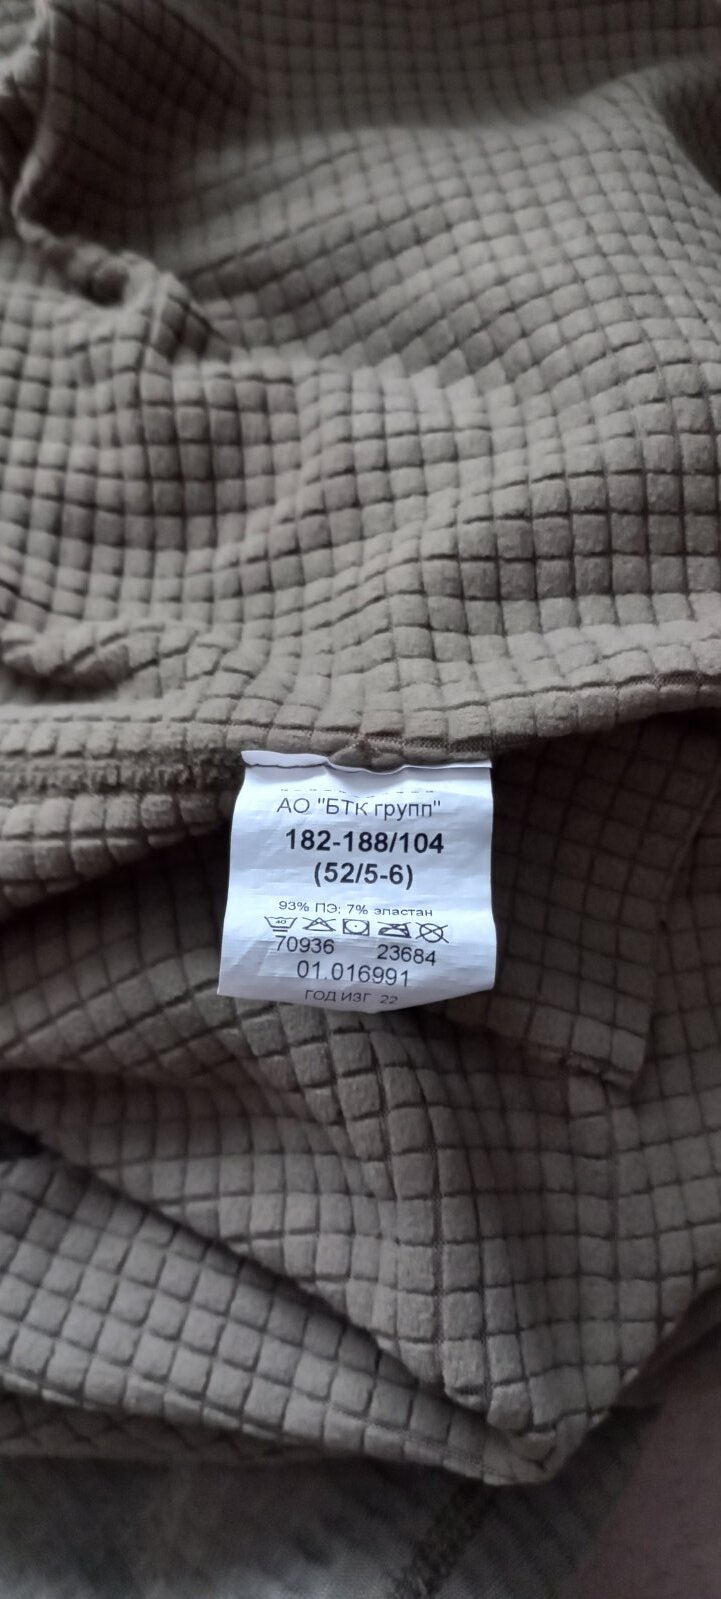 АО "БТК групп"
182-188/104
(52/5-6)
93% ПЭ; 7% эластан
40
70936 23684
01.016991
ГОД ИЗГ 22